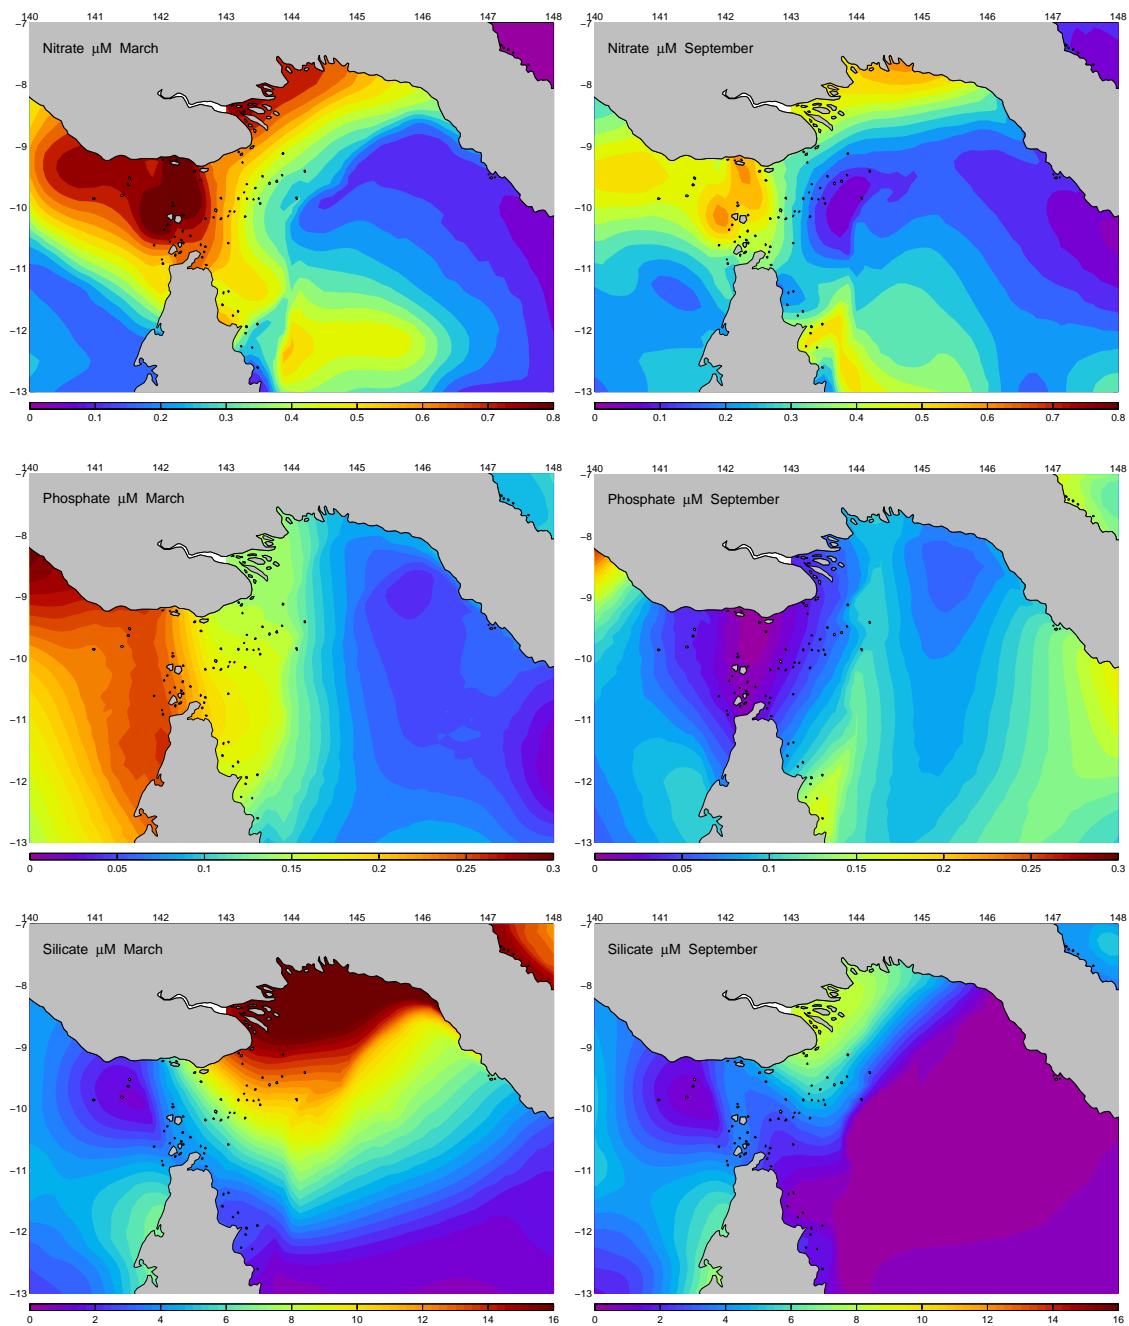 140 141 142 143 144 145 146 147 148
−7
−8
−9
−10
−11
−12
−13
Nitrate μM March
0 0.1 0.2 0.3 0.4 0.5 0.6 0.7 0.8
140 141 142 143 144 145 146 147 148
−7
−8
−9
−10
−11
−12
−13
Nitrate μM September
0 0.1 0.2 0.3 0.4 0.5 0.6 0.7 0.8
140 141 142 143 144 145 146 147 148
−7
−8
−9
−10
−11
−12
−13
Phosphate μM March
0 0.05 0.1 0.15 0.2 0.25 0.3
140 141 142 143 144 145 146 147 148
−7
−8
−9
−10
−11
−12
−13
Phosphate μM September
0 0.05 0.1 0.15 0.2 0.25 0.3
140 141 142 143 144 145 146 147 148
−7
−8
−9
−10
−11
−12
−13
Silicate μM March
0 2 4 6 8 10 12 14 16
140 141 142 143 144 145 146 147 148
−7
−8
−9
−10
−11
−12
−13
Silicate μM September
0 2 4 6 8 10 12 14 16